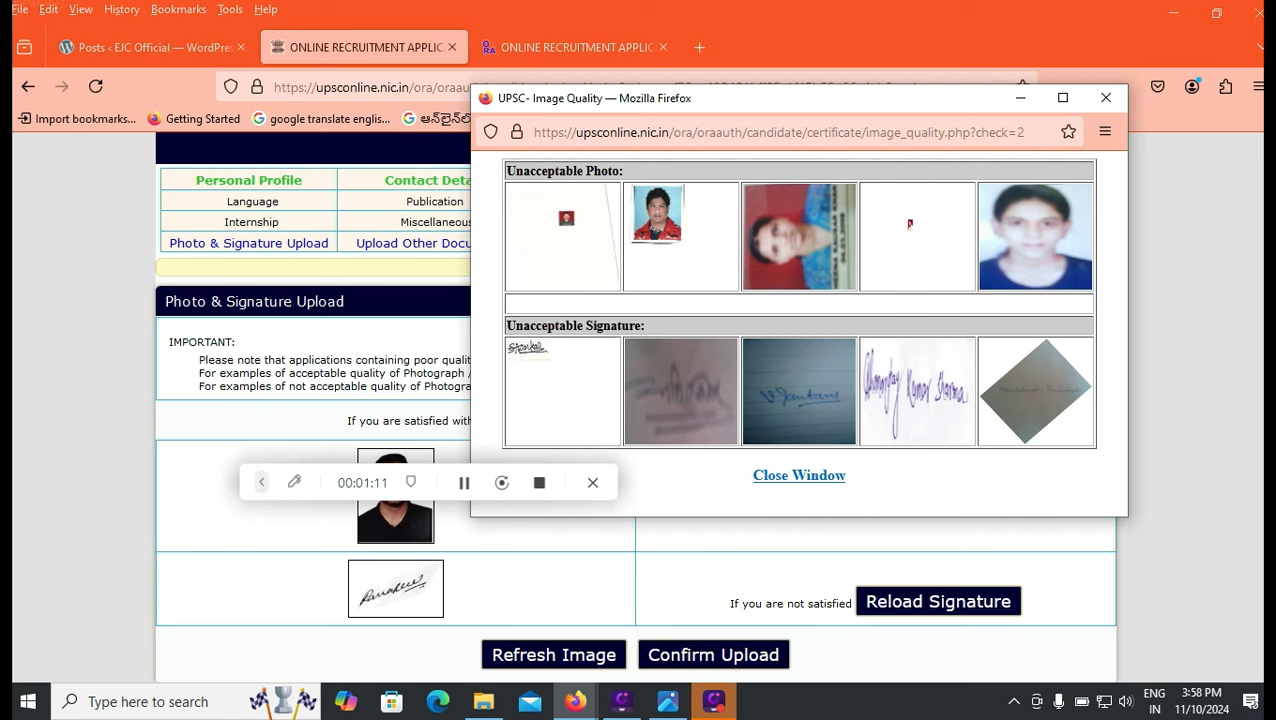 File Edit View History Bookmarks Tools Help
Posts ‹ EJC Official — WordPre
ONLINE RECRUITMENT APPLIC
ONLINE RECRUITMENT APPLIC
https://upsconline.nic.in/ora/oraau
Import bookmarks... Getting Started google translate englis... ఆన్‌లైన్‌లో
UPSC- Image Quality — Mozilla Firefox
https://upsconline.nic.in/ora/oraauth/candidate/certificate/image_quality.php?check=2
Unacceptable Photo:
Unacceptable Signature:
Close Window
Personal Profile Contact Deta
Language Publication
Internship Miscellaneous
Photo & Signature Upload Upload Other Docu
Photo & Signature Upload
IMPORTANT:
Please note that applications containing poor qualit
For examples of acceptable quality of Photograph /
For examples of not acceptable quality of Photogra
If you are satisfied with
00:01:11
If you are not satisfied Reload Signature
Refresh Image Confirm Upload
Type here to search
ENG
IN
3:58 PM
11/10/2024